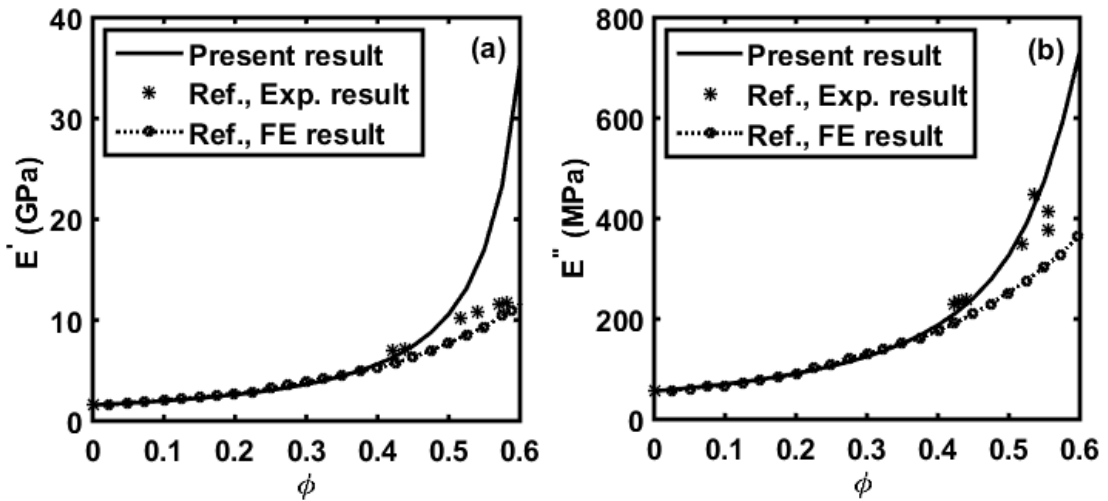 40
30
20
10
0
E' (GPa)
Present result
Ref., Exp. result
Ref., FE result
(a)
0 0.1 0.2 0.3 0.4 0.5 0.6
ϕ
800
600
400
200
0
E" (MPa)
Present result
Ref., Exp. result
Ref., FE result
(b)
0 0.1 0.2 0.3 0.4 0.5 0.6
ϕ